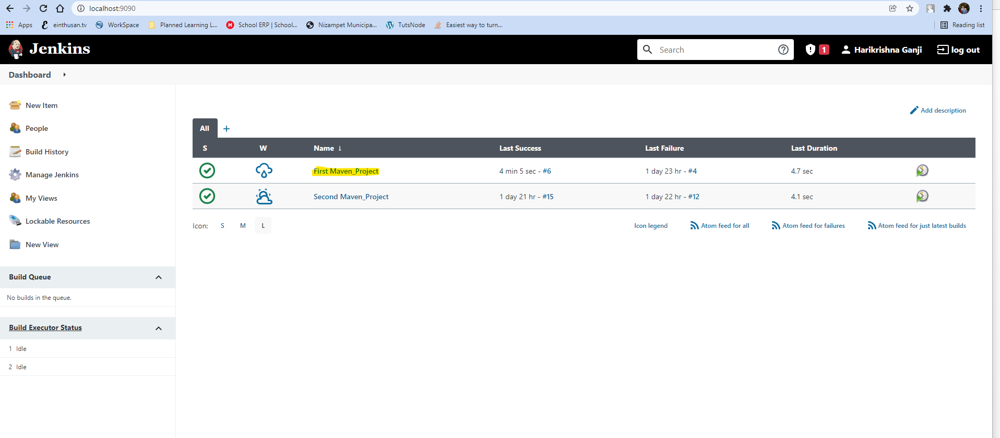 localhost:9090
Apps einthusan.tv WorkSpace Planned Learning L... School ERP | School... Nizampet Municipa... TutsNode Easiest way to turn... Reading list
Jenkins Search 1 Harikrishna Ganji log out
Dashboard
New Item
People
Build History
Manage Jenkins
My Views
Lockable Resources
New View
Build Queue
No builds in the queue.
Build Executor Status
1 Idle
2 Idle
Add description
All +
S W Name ↓ Last Success Last Failure Last Duration
First Maven_Project 4 min 5 sec - #6 1 day 23 hr - #4 4.7 sec
Second Maven_Project 1 day 21 hr - #15 1 day 22 hr - #12 4.1 sec
Icon: S M L Icon legend Atom feed for all Atom feed for failures Atom feed for just latest builds